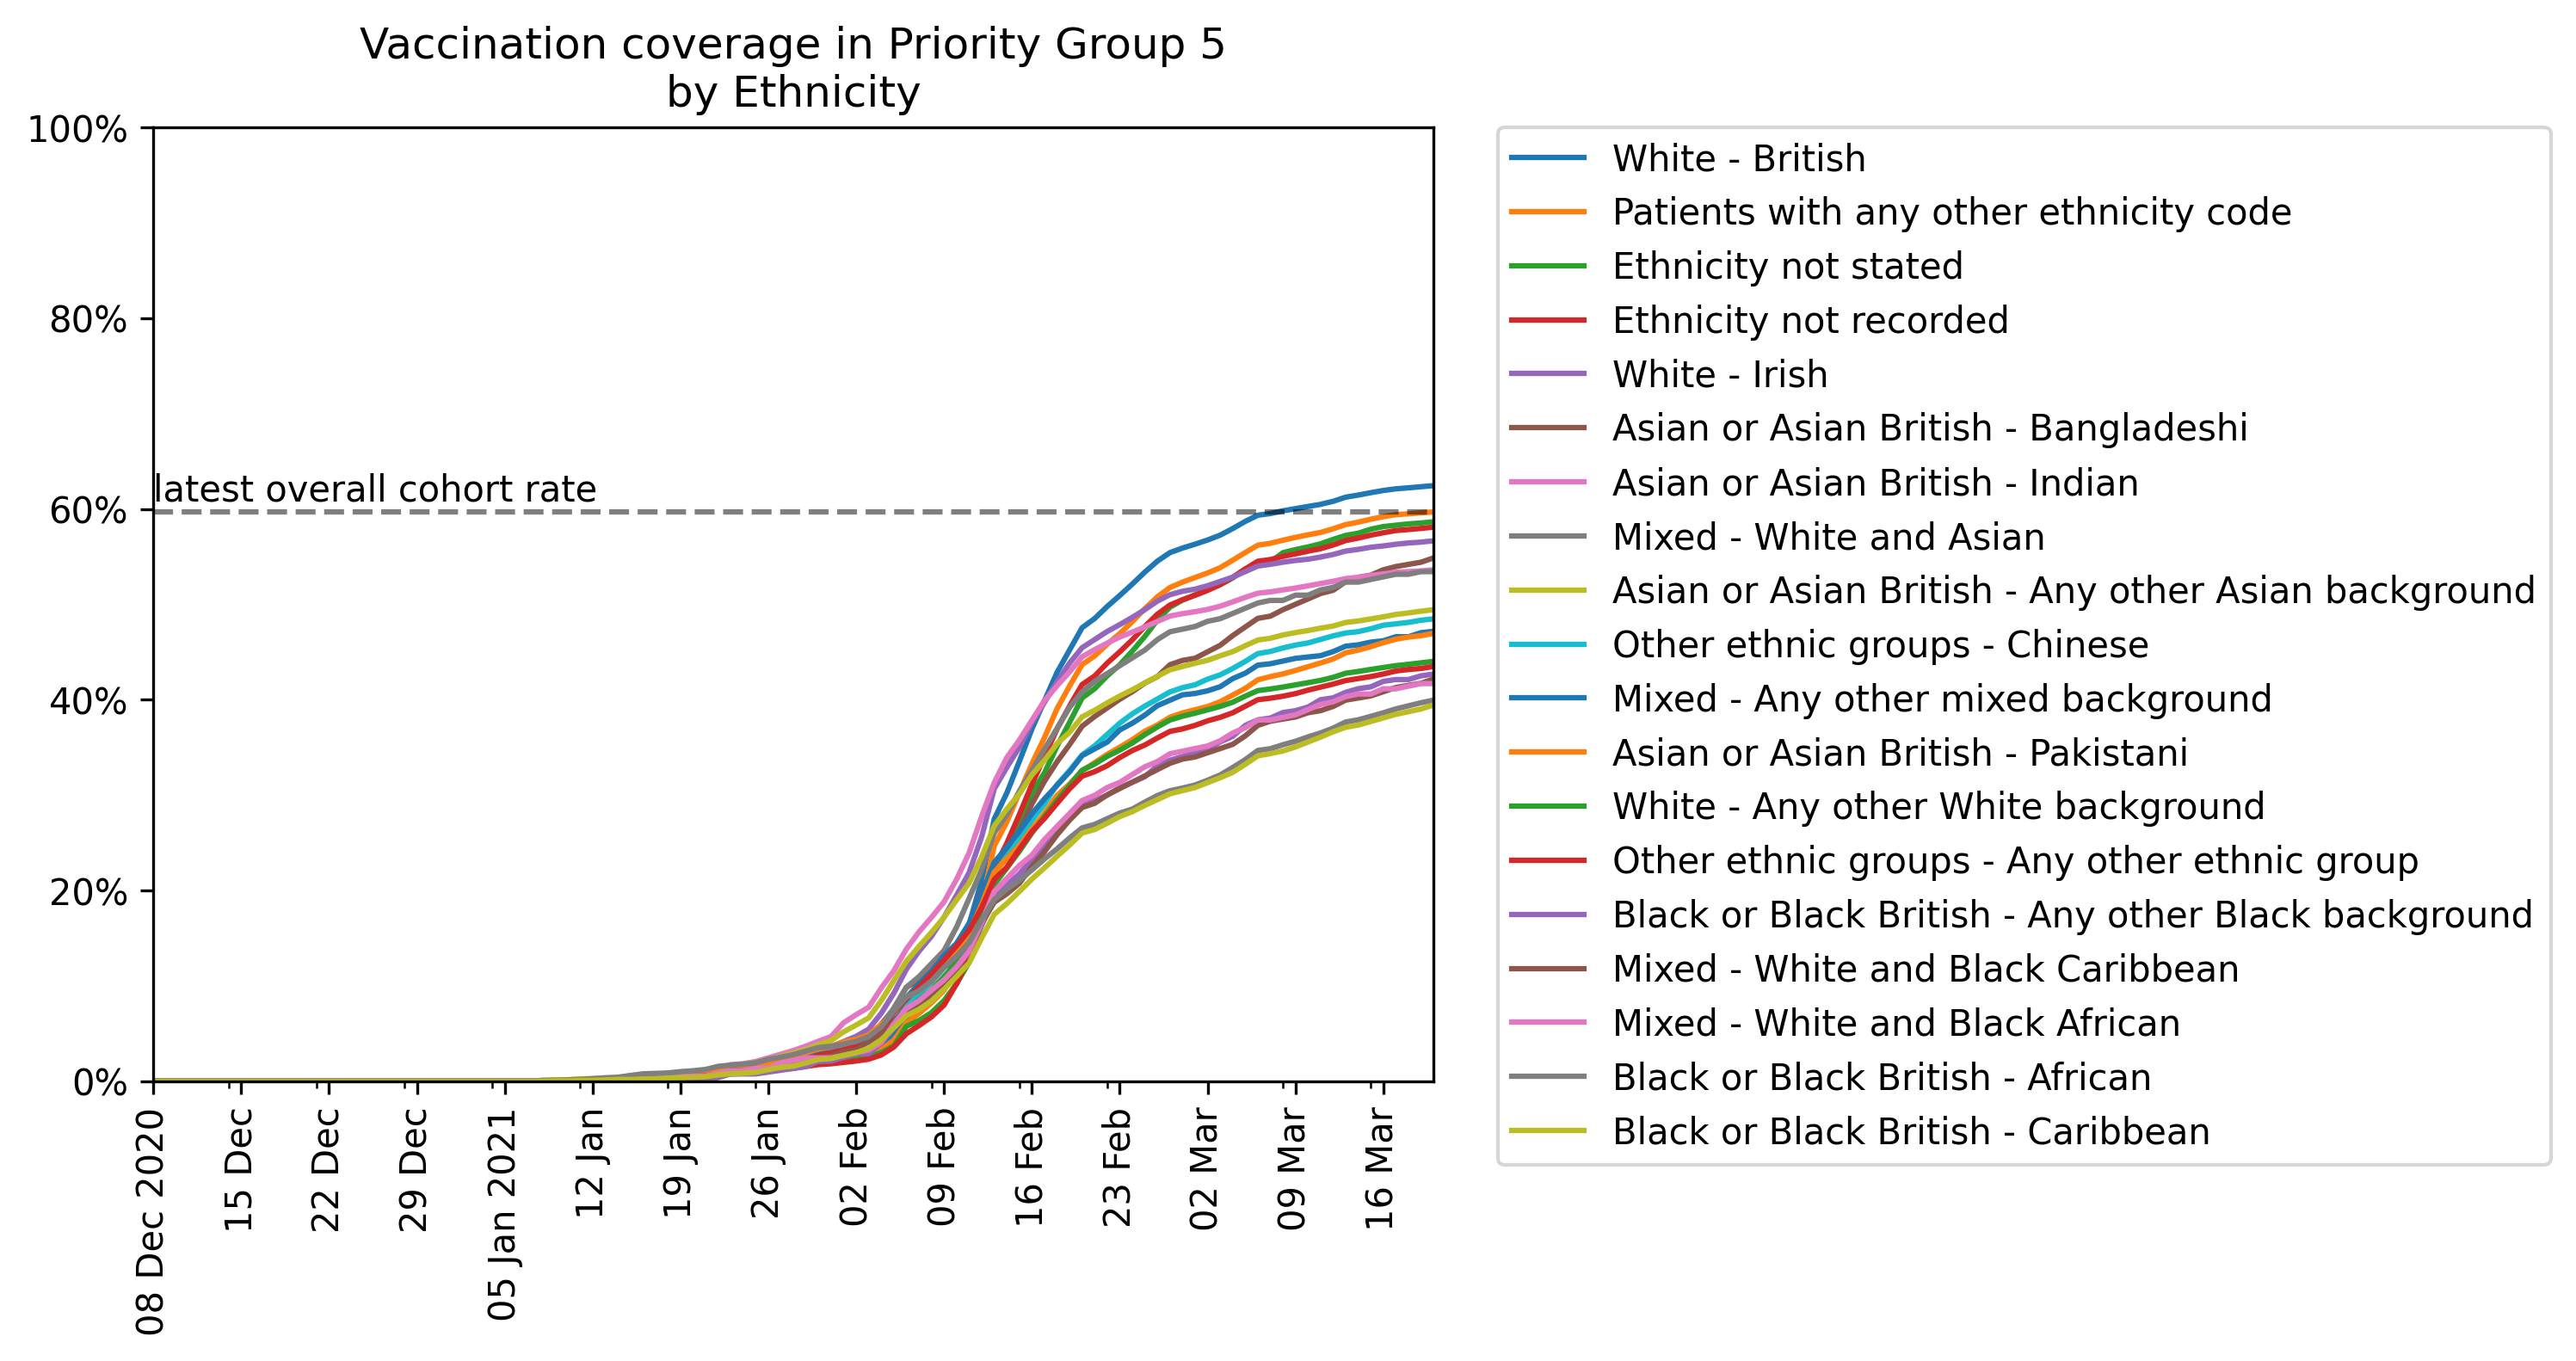 Vaccination coverage in Priority Group 5
by Ethnicity
100%
80%
60%
40%
20%
0%
latest overall cohort rate
08 Dec 2020
15 Dec
22 Dec
29 Dec
05 Jan 2021
12 Jan
19 Jan
26 Jan
02 Feb
09 Feb
16 Feb
23 Feb
02 Mar
09 Mar
16 Mar
White - British
Patients with any other ethnicity code
Ethnicity not stated
Ethnicity not recorded
White - Irish
Asian or Asian British - Bangladeshi
Asian or Asian British - Indian
Mixed - White and Asian
Asian or Asian British - Any other Asian background
Other ethnic groups - Chinese
Mixed - Any other mixed background
Asian or Asian British - Pakistani
White - Any other White background
Other ethnic groups - Any other ethnic group
Black or Black British - Any other Black background
Mixed - White and Black Caribbean
Mixed - White and Black African
Black or Black British - African
Black or Black British - Caribbean